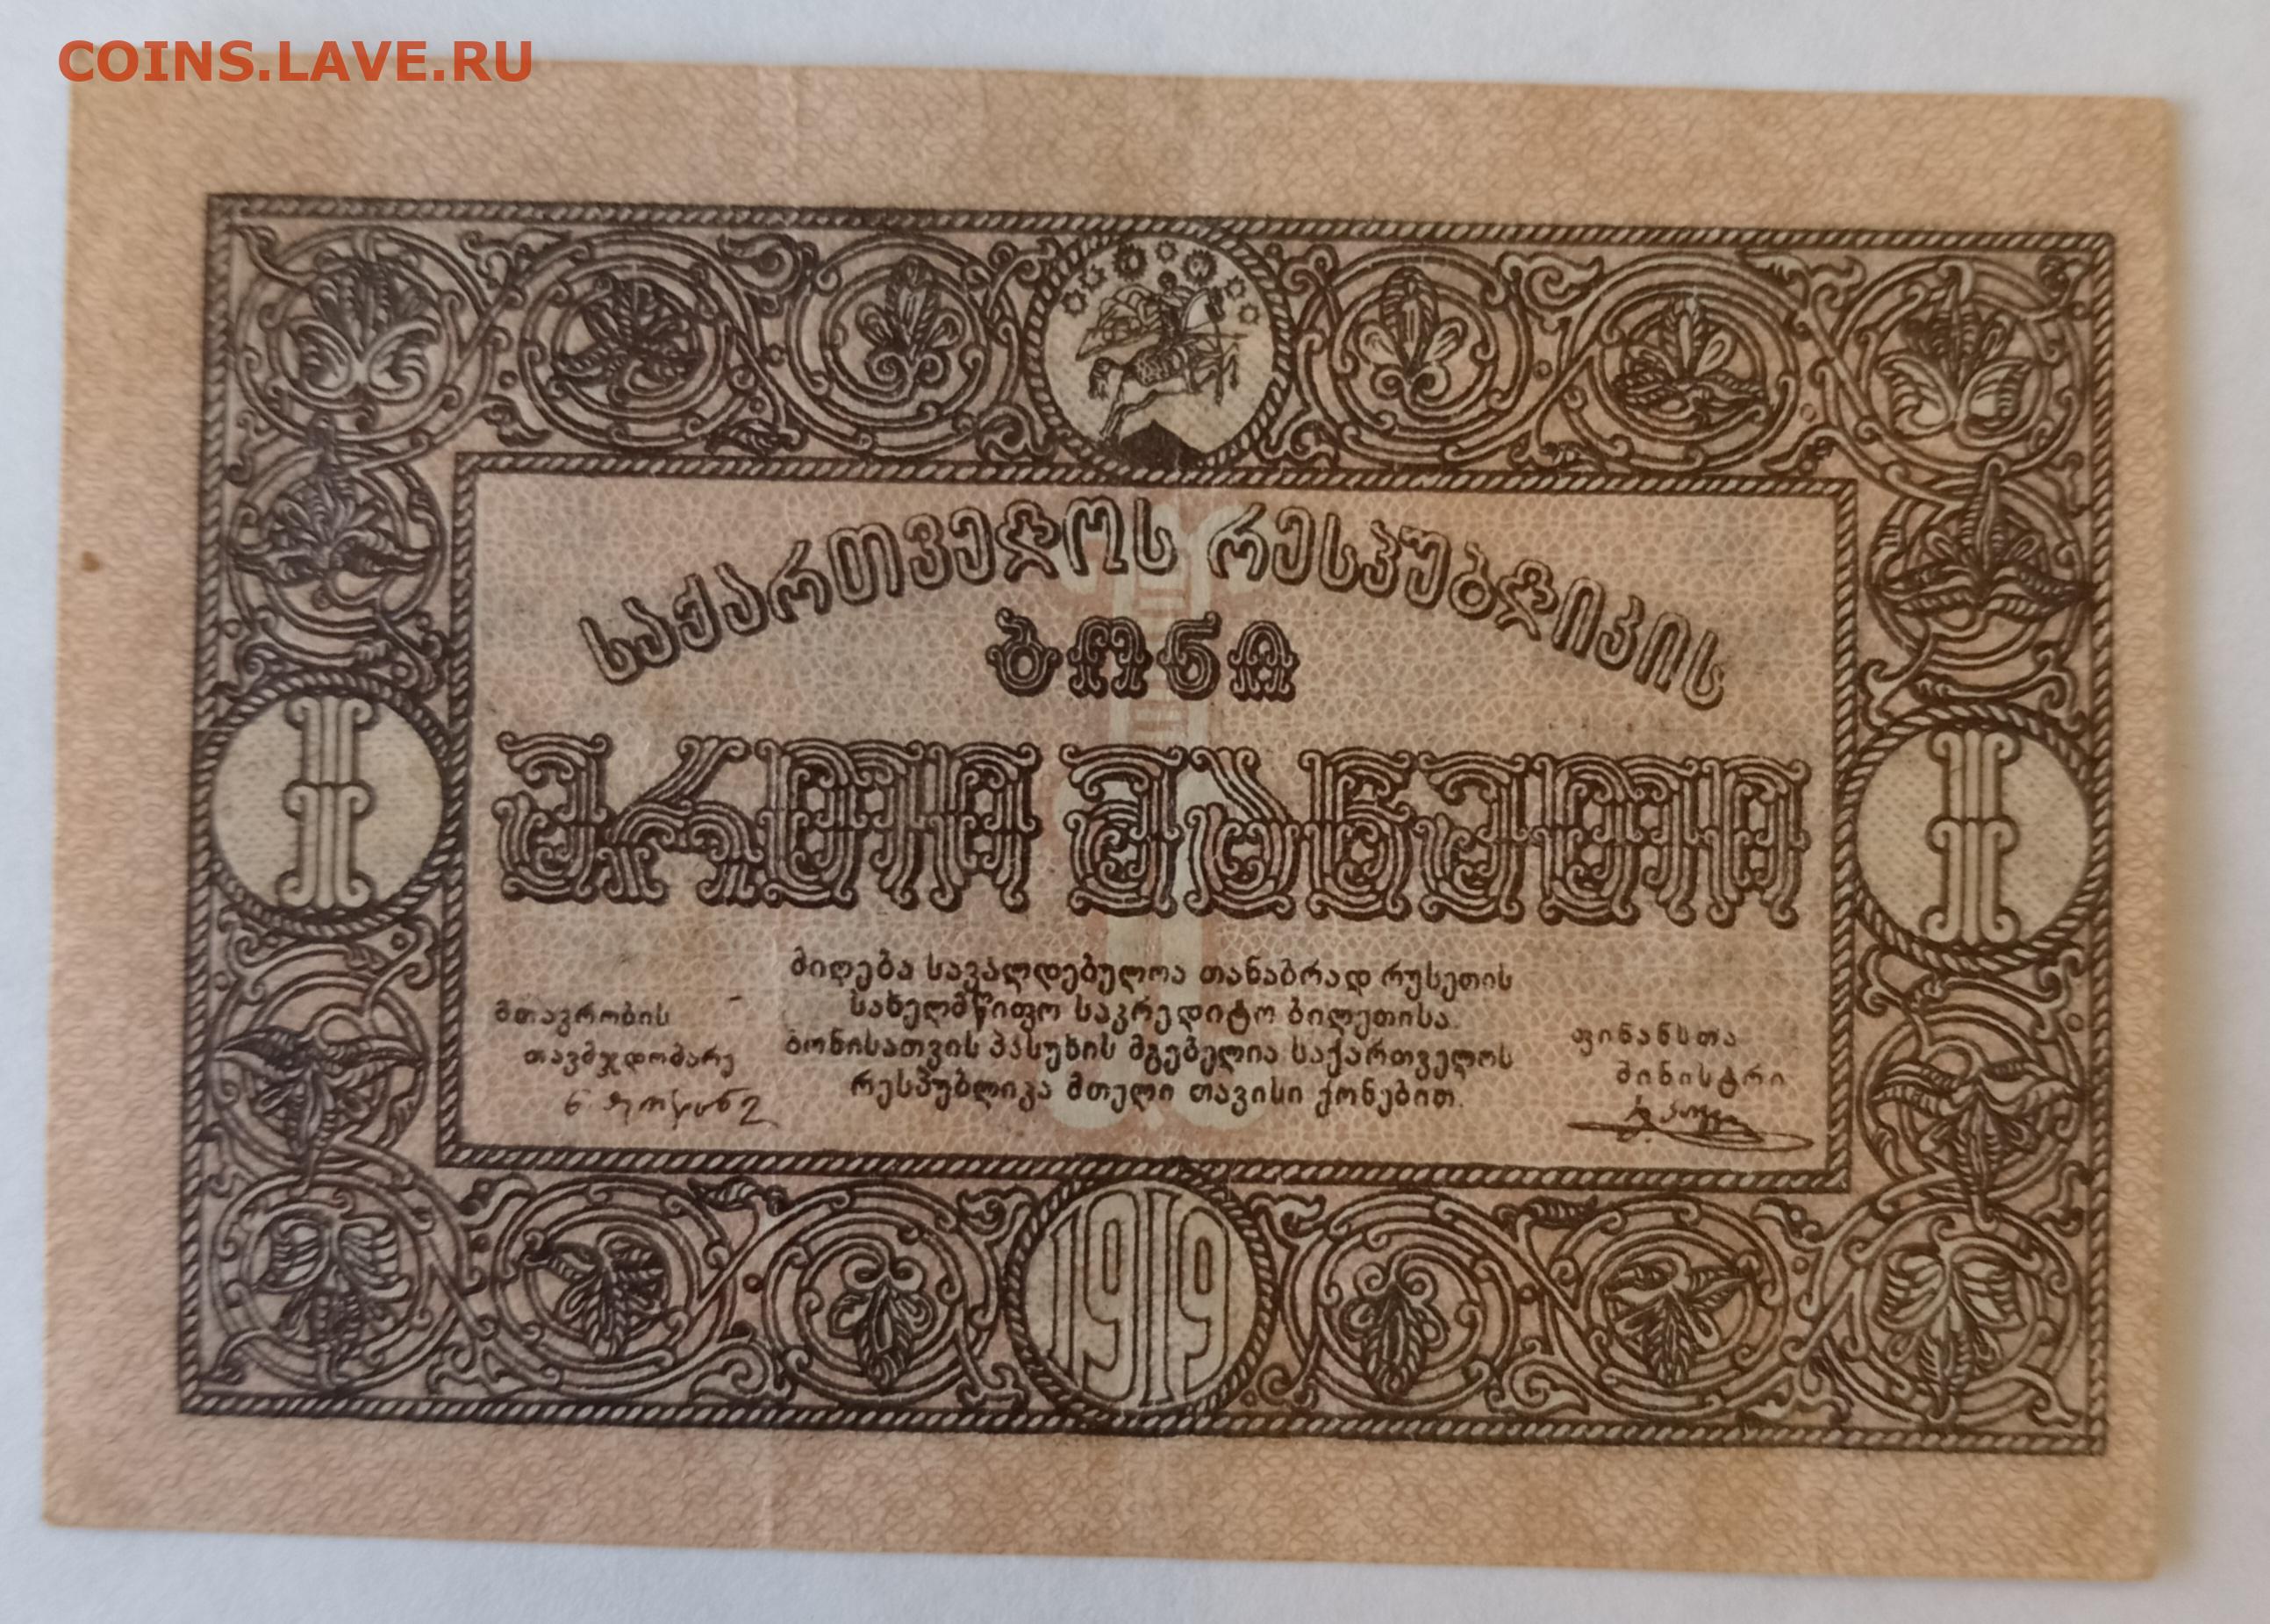 COINS.LAVE.RU
საქართველოს რესპუბლიკის
ბონი
I
ერთი მანეთი
I
მიღება სავალდებულოა თანაბრად რუსეთის
სახელმწიფო საკრედიტო ბილეთისა.
ბონისათვის პასუხის მგებელია საქართველოს
რესპუბლიკა მთელი თავისი ქონებით.
მთავრობის
თავმჯდომარე
ფინანსთა
მინისტრი
1919